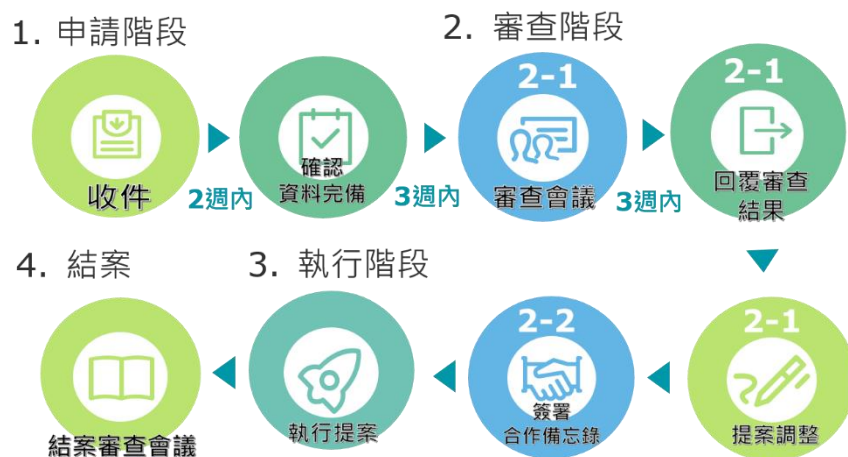 1. 申請階段
2. 審查階段
收件
2週內
確認
資料完備
3週內
2-1
審查會議
3週內
2-1
回覆審查
結果
4. 結案
3. 執行階段
結案審查會議
執行提案
2-2
簽署
合作備忘錄
2-1
提案調整